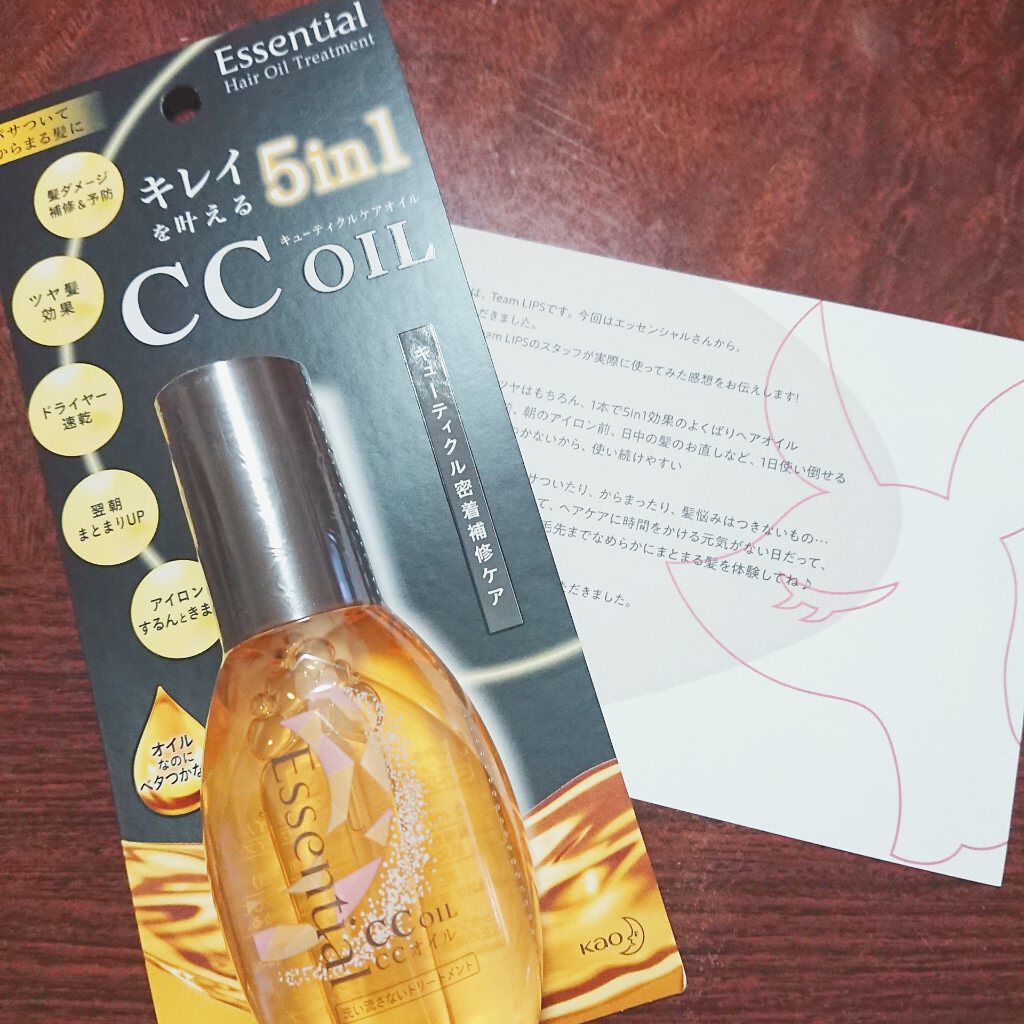 Essential
Hair Oil Treatment
パサついて
からまる髪に
キレイ
を叶える
5in1
キューティクルケアオイル
CC OIL
髪ダメージ
補修&予防
ツヤ髪
効果
ドライヤー
速乾
翌朝
まとまりUP
アイロン
するんときま
オイル
なのに
ベタつかな
キューティクル密着補修ケア
Essential
CC OIL
CCオイル
洗い流さないトリートメント
Kao
は、Team LIPSです。今回はエッセンシャルさんから、
だきました。
am LIPSのスタッフが実際に使ってみた感想をお伝えします!
ツヤはもちろん、1本で5in1効果のよくばりヘアオイル
、朝のアイロン前、日中の髪のお直しなど、1日使い倒せる
かないから、使い続けやすい
サついたり、からまったり、髪悩みはつきないもの…
て、ヘアケアに時間をかける元気がない日だって、
毛先までなめらかにまとまる髪を体験してね♪
ただきました。